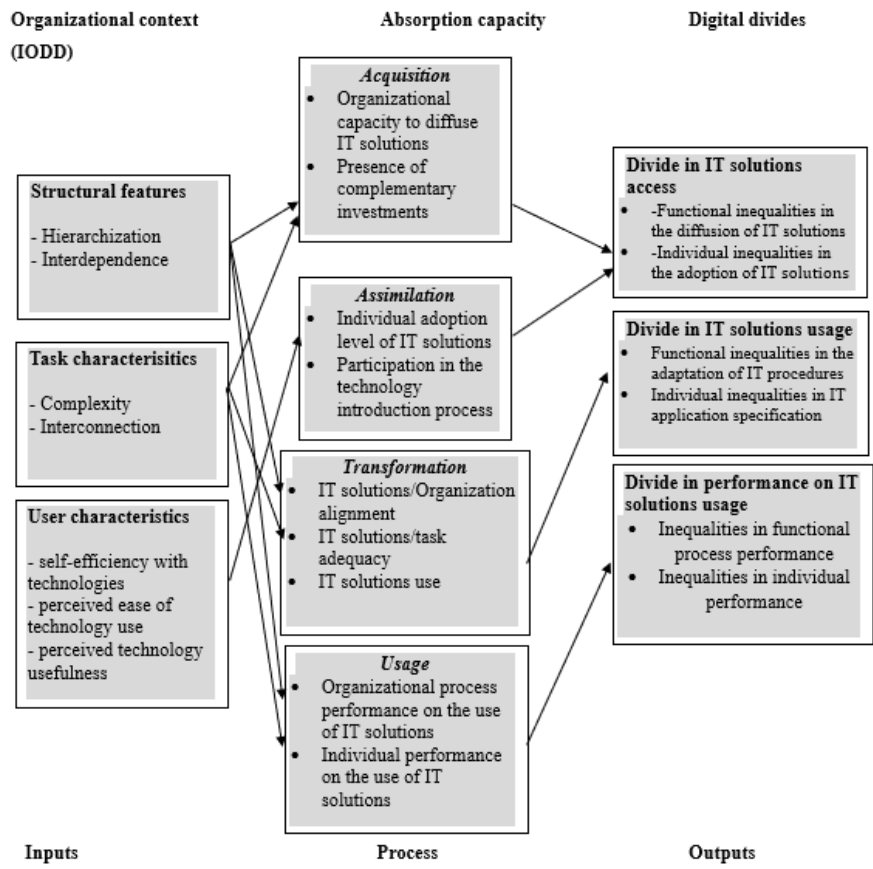 Organizational context
(IODD)
Absorption capacity
Digital divides
Structural features
- Hierarchization
- Interdependence
Task characterisitics
- Complexity
- Interconnection
User characteristics
- self-efficiency with
technologies
- perceived ease of
technology use
- perceived technology
usefulness
Acquisition
• Organizational
capacity to diffuse
IT solutions
• Presence of
complementary
investments
Assimilation
• Individual adoption
level of IT solutions
• Participation in the
technology
introduction process
Transformation
• IT solutions/Organization
alignment
• IT solutions/task
adequacy
• IT solutions use
Usage
• Organizational process
performance on the use
of IT solutions
• Individual performance
on the use of IT
solutions
Divide in IT solutions
access
• -Functional inequalities in
the diffusion of IT solutions
• -Individual inequalities in
the adoption of IT solutions
Divide in IT solutions usage
• Functional inequalities in the
adaptation of IT procedures
• Individual inequalities in IT
application specification
Divide in performance on IT
solutions usage
• Inequalities in functional
process performance
• Inequalities in individual
performance
Inputs
Process
Outputs